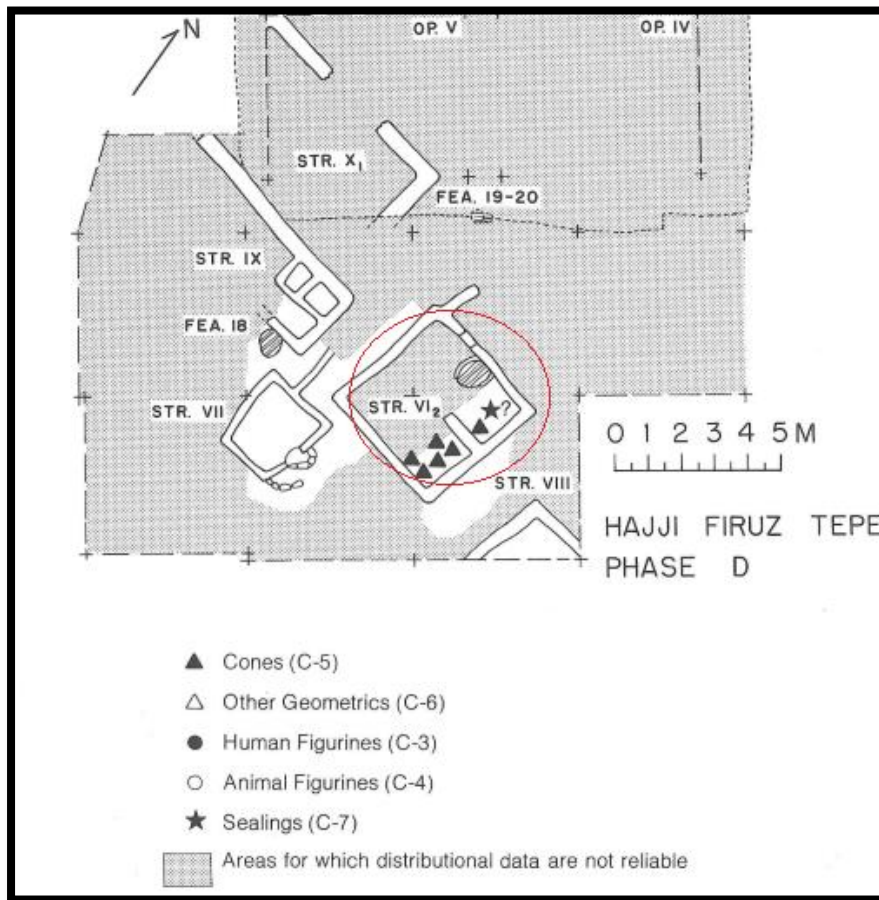 N
OP. V
OP. IV
STR. X₁
FEA. 19-20
STR. IX
FEA. 18
STR. VII
STR. VI₂
?
STR. VIII
0 1 2 3 4 5 M
HAJJI FIRUZ TEPE
PHASE D
Cones (C-5)
Other Geometrics (C-6)
Human Figurines (C-3)
Animal Figurines (C-4)
Sealings (C-7)
Areas for which distributional data are not reliable